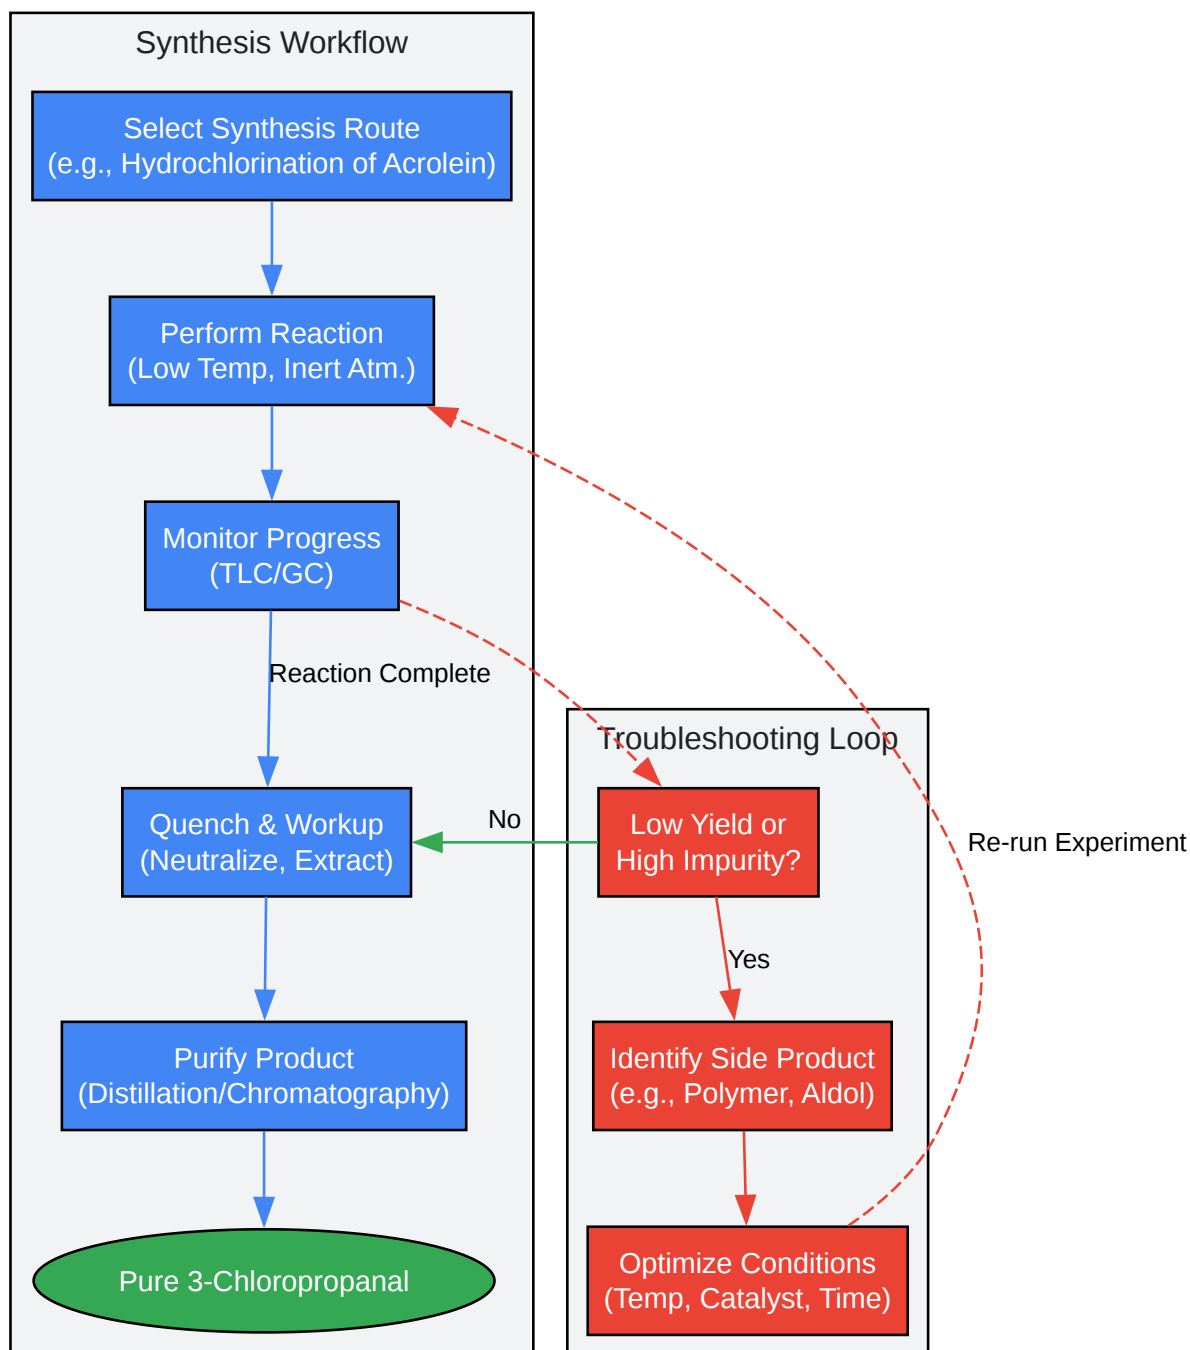 Synthesis Workflow
Select Synthesis Route
(e.g., Hydrochlorination of Acrolein)
Perform Reaction
(Low Temp, Inert Atm.)
Monitor Progress
(TLC/GC)
Reaction Complete
Troubleshooting Loop
Quench & Workup
(Neutralize, Extract)
No
Low Yield or
High Impurity?
Re-run Experiment
Yes
Purify Product
(Distillation/Chromatography)
Identify Side Product
(e.g., Polymer, Aldol)
Pure 3-Chloropropanal
Optimize Conditions
(Temp, Catalyst, Time)